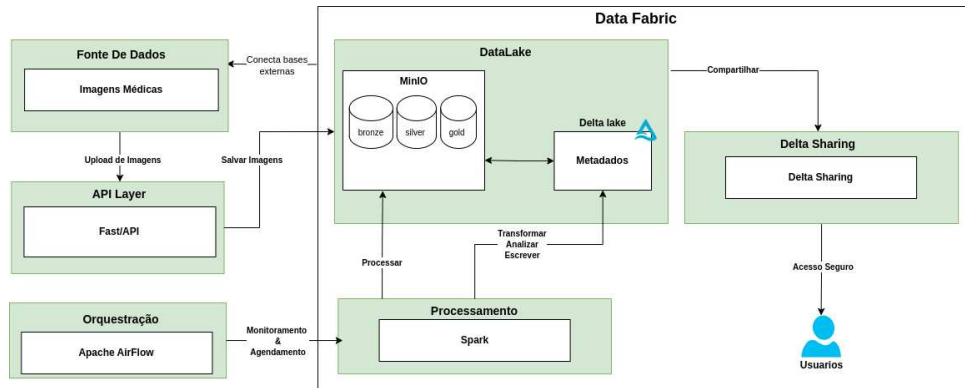 Data Fabric
Fonte De Dados
Imagens Médicas
Conecta bases
externas
DataLake
MinIO
bronze
silver
gold
Delta lake
Metadados
Compartilhar
Delta Sharing
Delta Sharing
Upload de Imagens
Salvar Imagens
API Layer
Fast/API
Processar
Transformar
Analizar
Escrever
Acesso Seguro
Usuarios
Orquestração
Apache AirFlow
Monitoramento
&
Agendamento
Processamento
Spark